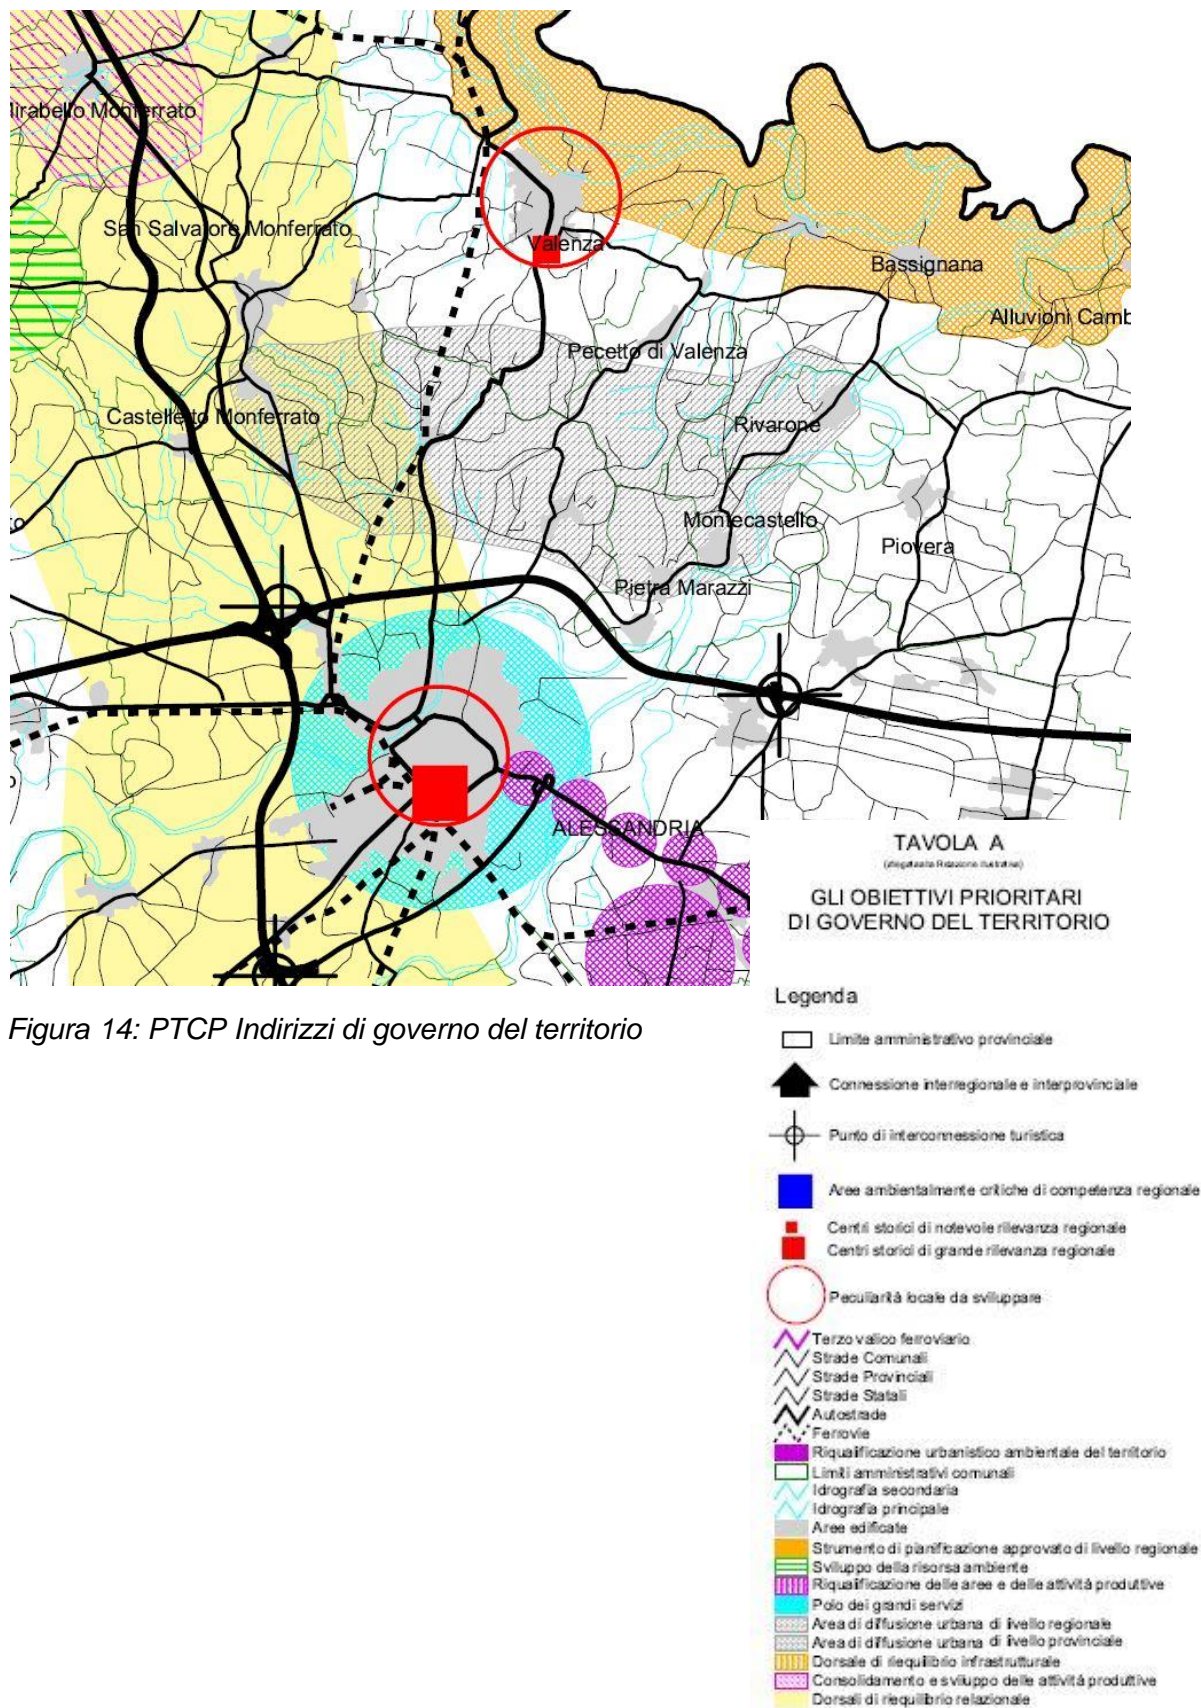 Mirabello Monferrato
San Salvatore Monferrato
Valenza
Bassignana
Alluvioni Camb
Pecetto di Valenza
Castelletto Monferrato
Rivarone
Montecastello
Piovera
Pietra Marazzi
ALESSANDRIA
TAVOLA A
GLI OBIETTIVI PRIORITARI
DI GOVERNO DEL TERRITORIO
Legenda
Figura 14: PTCP Indirizzi di governo del territorio
Limite amministrativo provinciale
Connessione interregionale e interprovinciale
Punto di interconnessione turistica
Aree ambientalmente critiche di competenza regionale
Centri storici di notevole rilevanza regionale
Centri storici di grande rilevanza regionale
Peculiarità locale da sviluppare
Terzo valico ferroviario
Strade Comunali
Strade Provinciali
Strade Statali
Autostrade
Ferrovie
Riqualificazione urbanistico ambientale del territorio
Limiti amministrativi comunali
Idrografia secondaria
Idrografia principale
Aree edificate
Strumento di pianificazione approvato di livello regionale
Sviluppo della risorsa ambiente
Riqualificazione delle aree e delle attività produttive
Polo dei grandi servizi
Area di diffusione urbana di livello regionale
Area di diffusione urbana di livello provinciale
Dorsale di riequilibrio infrastrutturale
Consolidamento e sviluppo delle attività produttive
Dorsali di riequilibrio relazionale